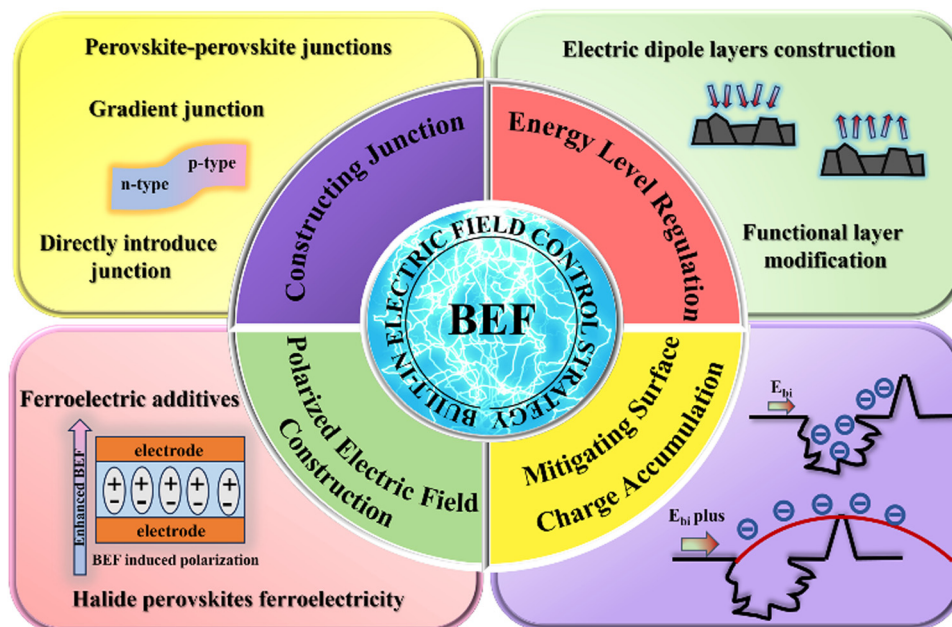 Perovskite-perovskite junctions
Gradient junction
n-type
p-type
Directly introduce
junction
Electric dipole layers construction
Functional layer
modification
Constructing Junction
Energy Level Regulation
BUILT-IN ELECTRIC FIELD CONTROL STRATEGY
BEF
Polarized Electric Field
Construction
Mitigating Surface
Charge Accumulation
Ferroelectric additives
Enhanced BEF
electrode
+ + + + +
- - - - -
electrode
BEF induced polarization
Halide perovskites ferroelectricity
E_bi
E_bi plus